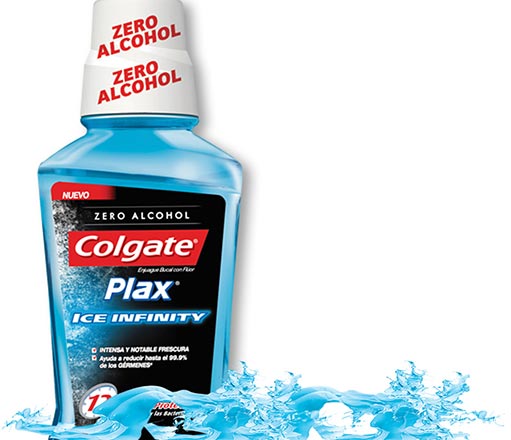 ZERO
ALCOHOL
ZERO
ALCOHOL
NUEVO
ZERO ALCOHOL
Colgate®
Enjuague Bucal con Flúor
Plax®
ICE INFINITY
INTENSA Y NOTABLE FRESCURA
Ayuda a reducir hasta el 99.9%
de los GÉRMENES*
12